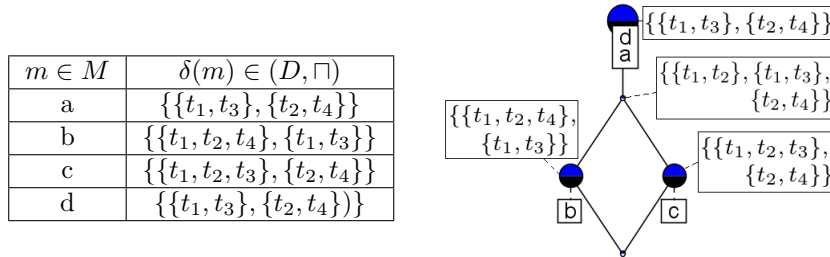 m ∈ M δ(m) ∈ (D, ⊓)
a {{t₁, t₃}, {t₂, t₄}}
b {{t₁, t₂, t₄}, {t₁, t₃}}
c {{t₁, t₂, t₃}, {t₂, t₄}}
d {{t₁, t₃}, {t₂, t₄})}
{{t₁, t₃}, {t₂, t₄}}
d
a
{{t₁, t₂}, {t₁, t₃},
{t₂, t₄}}
{{t₁, t₂, t₄},
{t₁, t₃}}
{{t₁, t₂, t₃},
{t₂, t₄}}
b
c